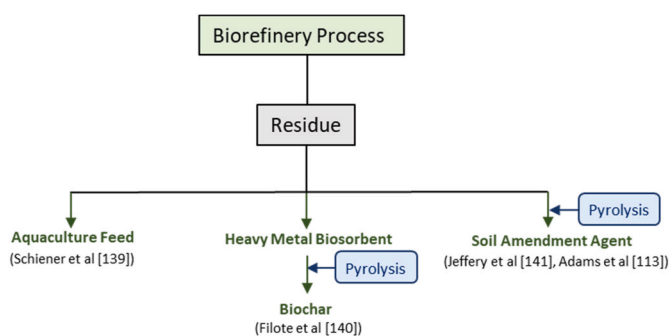 Biorefinery Process
Residue
Pyrolysis
Aquaculture Feed
(Schiener et al [139])
Heavy Metal Biosorbent
Soil Amendment Agent
(Jeffery et al [141], Adams et al [113])
Pyrolysis
Biochar
(Filote et al [140])